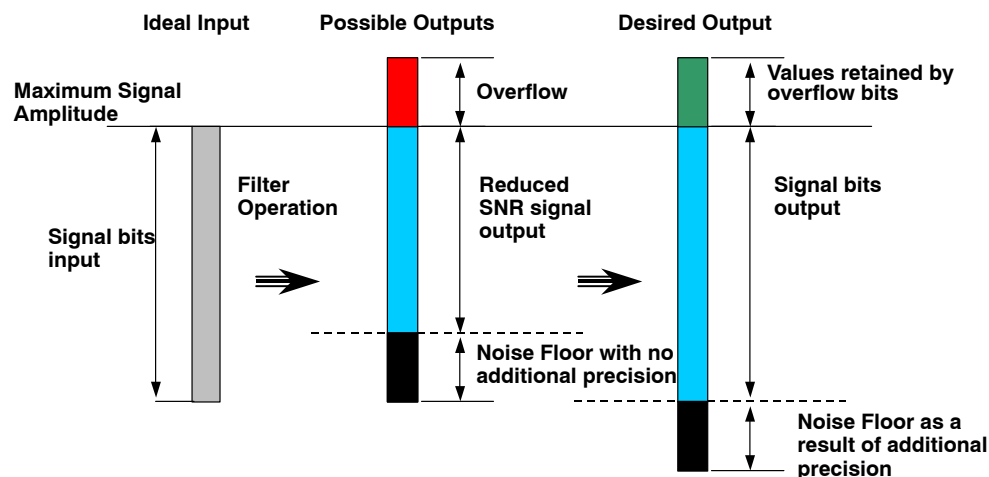 Ideal Input
Possible Outputs
Desired Output
Maximum Signal
Amplitude
Overflow
Values retained by
overflow bits
Filter
Operation
Signal bits
input
Reduced
SNR signal
output
Signal bits
output
Noise Floor with no
additional precision
Noise Floor as a
result of additional
precision